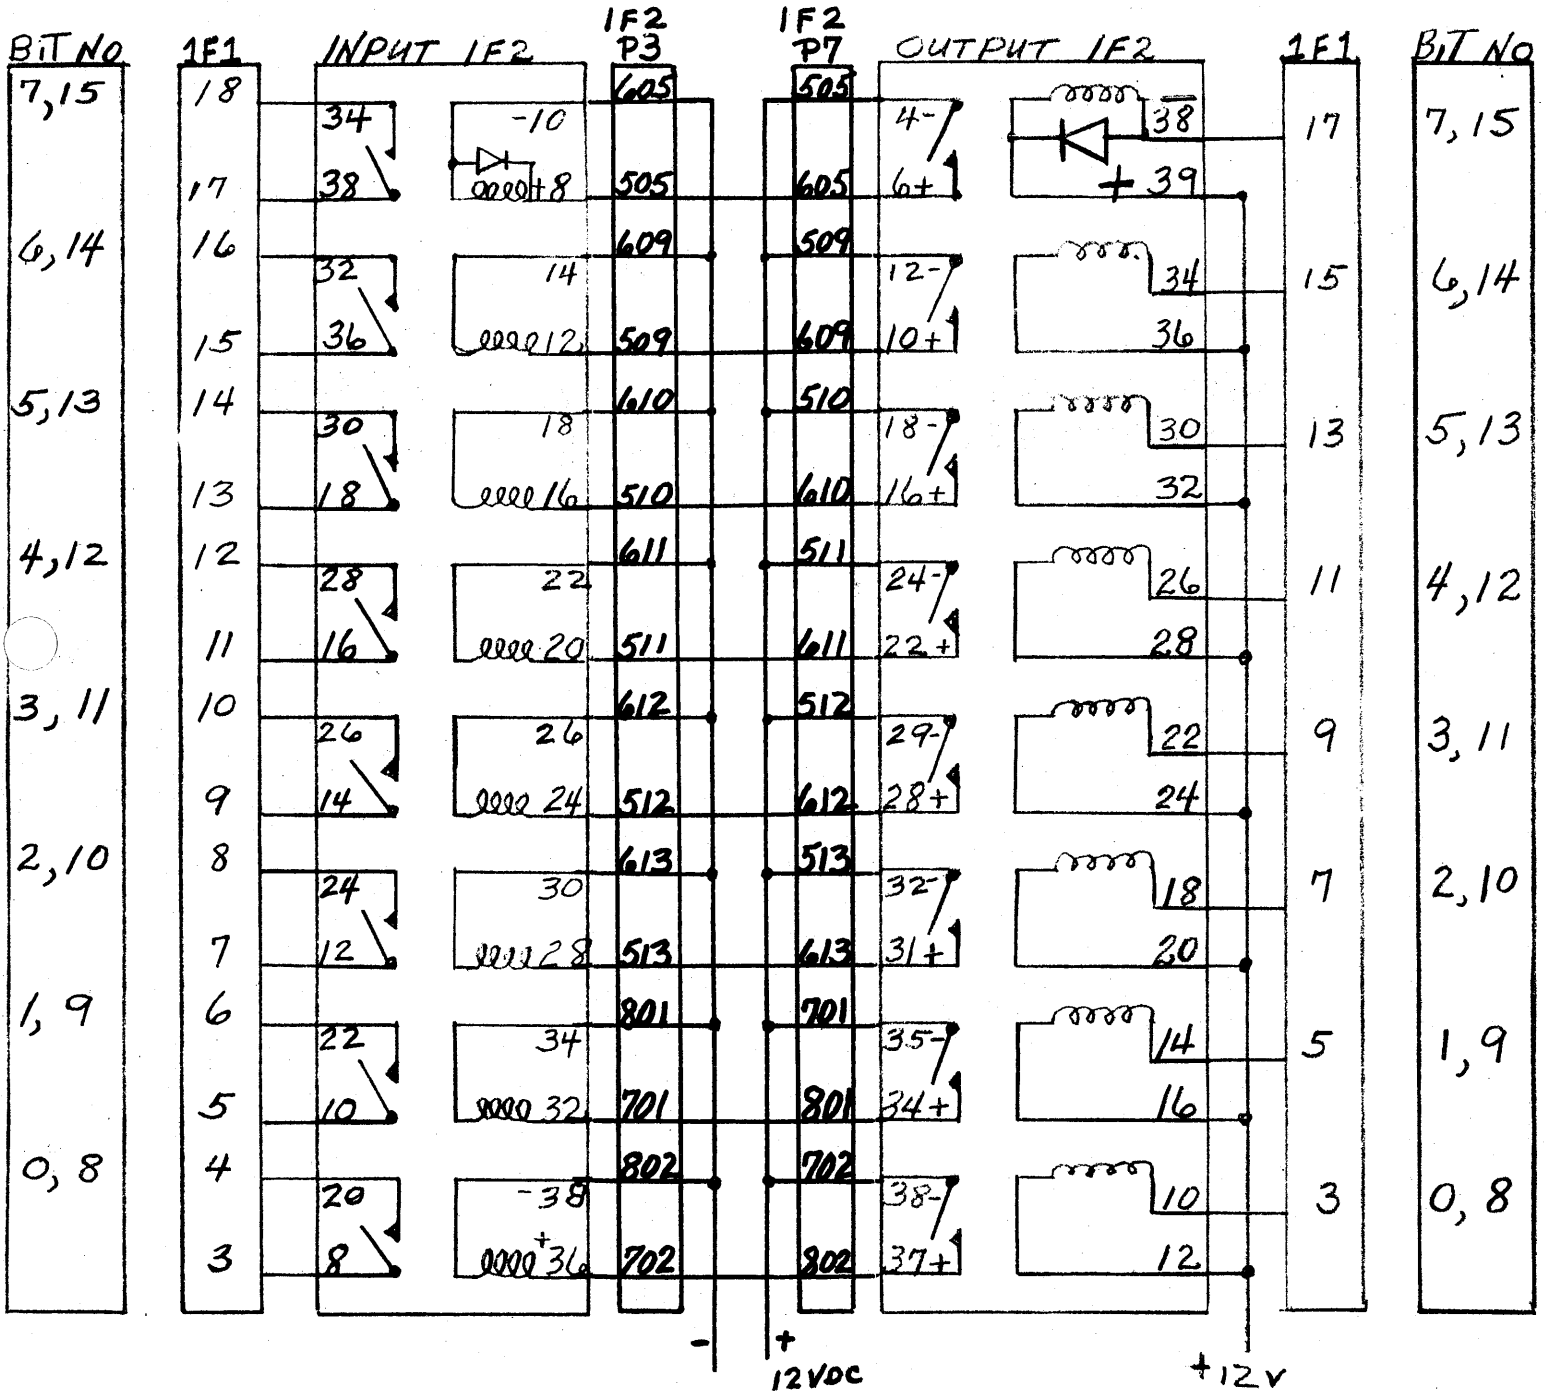 1F2 1F2
BIT NO 1F1 INPUT 1F2 P3 P7 OUTPUT 1F2 1F1 BIT NO
7,15 18 605 505
34 -10 4- 38 17 7,15
17 38 +8 505 605 6+ + 39
6,14 16 609 509
32 14 12- 34 15 6,14
15 36 12 509 609 10+ 36
5,13 14 610 510
30 18 18- 30 13 5,13
13 18 16 510 610 16+ 32
4,12 12 611 511
28 22 24- 26 11 4,12
11 16 20 511 611 22+ 28
3,11 10 612 512
26 26 29- 22 9 3,11
9 14 24 512 612 28+ 24
2,10 8 613 513
24 30 32- 18 7 2,10
7 12 28 513 613 31+ 20
1,9 6 801 701
22 34 35- 14 5 1,9
5 10 32 701 801 34+ 16
0,8 4 802 702
20 -38 38- 10 3 0,8
3 8 +36 702 802 37+ 12
- +
12VDC +12V